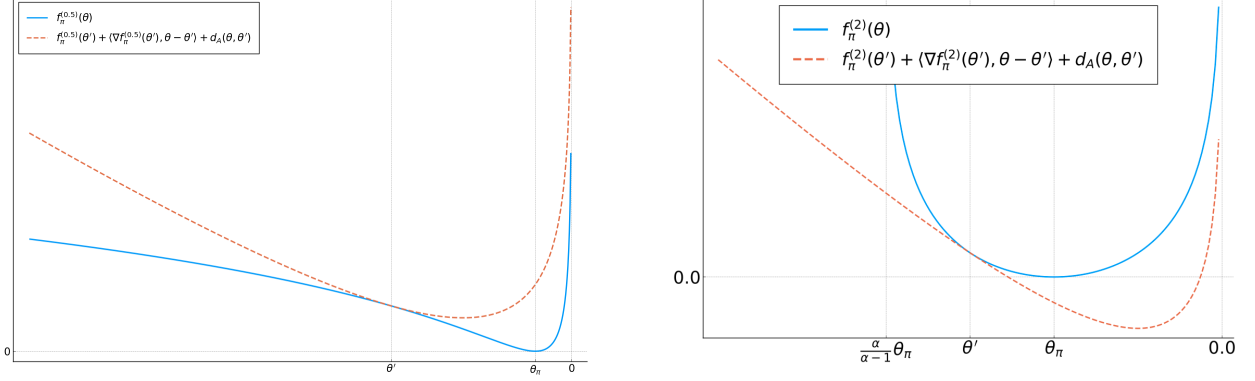 f_π^(0.5)(θ)
f_π^(0.5)(θ′) + ⟨∇f_π^(0.5)(θ′), θ − θ′⟩ + d_A(θ, θ′)
0
θ′
θ_π
0
f_π^(2)(θ)
f_π^(2)(θ′) + ⟨∇f_π^(2)(θ′), θ − θ′⟩ + d_A(θ, θ′)
0.0
α/(α−1) θ_π
θ′
θ_π
0.0